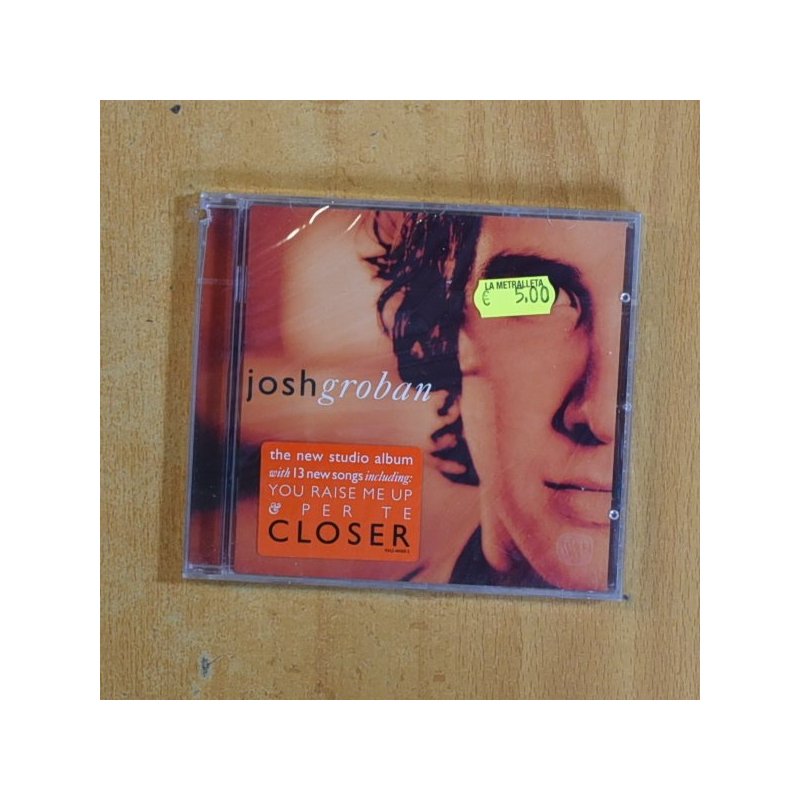 LA METRALLETA
€ 5.00
joshgroban
the new studio album
with 13 new songs including:
YOU RAISE ME UP
& PER TE
CLOSER